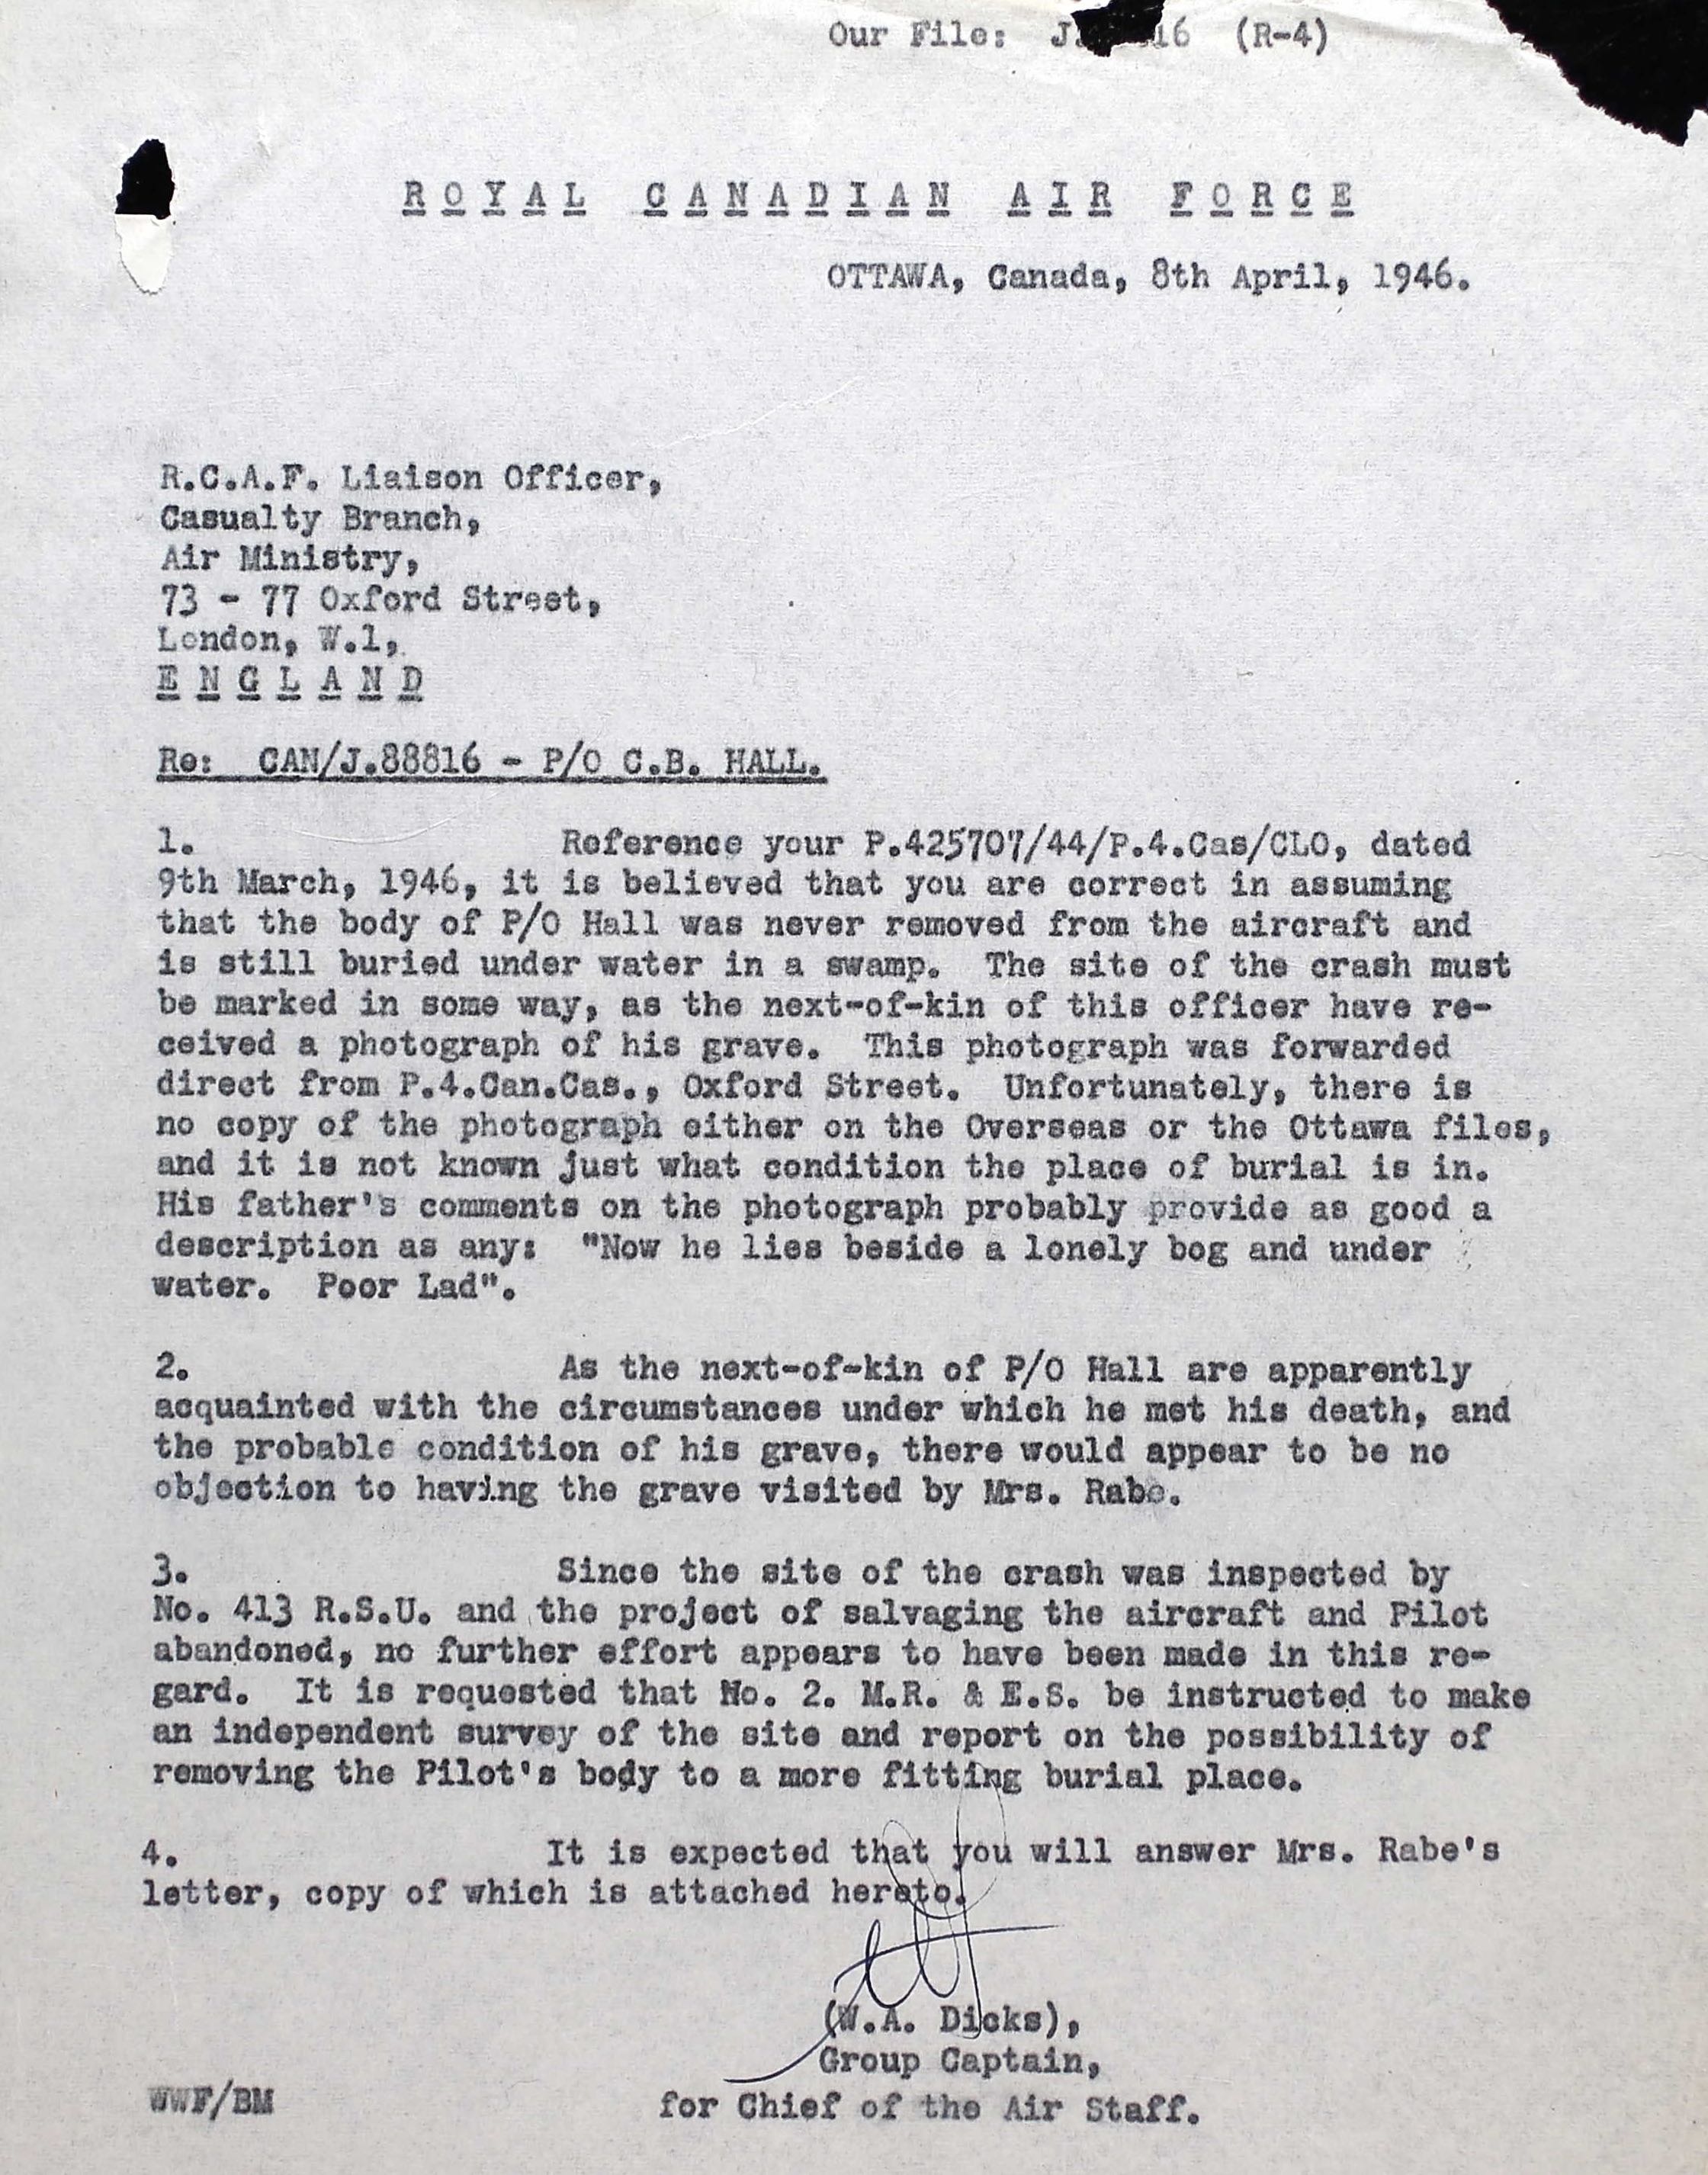 Our File: J. 16 (R-4)
ROYAL CANADIAN AIR FORCE
OTTAWA, Canada, 8th April, 1946.
R.C.A.F. Liaison Officer,
Casualty Branch,
Air Ministry,
73 - 77 Oxford Street,
London, W.1,
ENGLAND
Re: CAN/J.88816 - P/O C.B. HALL.
1. Reference your P.425707/44/P.4.Cas/CLO, dated
9th March, 1946, it is believed that you are correct in assuming
that the body of P/O Hall was never removed from the aircraft and
is still buried under water in a swamp. The site of the crash must
be marked in some way, as the next-of-kin of this officer have re-
ceived a photograph of his grave. This photograph was forwarded
direct from P.4.Can.Cas., Oxford Street. Unfortunately, there is
no copy of the photograph either on the Overseas or the Ottawa files,
and it is not known just what condition the place of burial is in.
His father's comments on the photograph probably provide as good a
description as any: "Now he lies beside a lonely bog and under
water. Poor Lad".
2. As the next-of-kin of P/O Hall are apparently
acquainted with the circumstances under which he met his death, and
the probable condition of his grave, there would appear to be no
objection to having the grave visited by Mrs. Rabe.
3. Since the site of the crash was inspected by
No. 413 R.S.U. and the project of salvaging the aircraft and Pilot
abandoned, no further effort appears to have been made in this re-
gard. It is requested that No. 2. M.R. & E.S. be instructed to make
an independent survey of the site and report on the possibility of
removing the Pilot's body to a more fitting burial place.
4. It is expected that you will answer Mrs. Rabe's
letter, copy of which is attached hereto.
(W.A. Dicks),
Group Captain,
WWF/BM for Chief of the Air Staff.